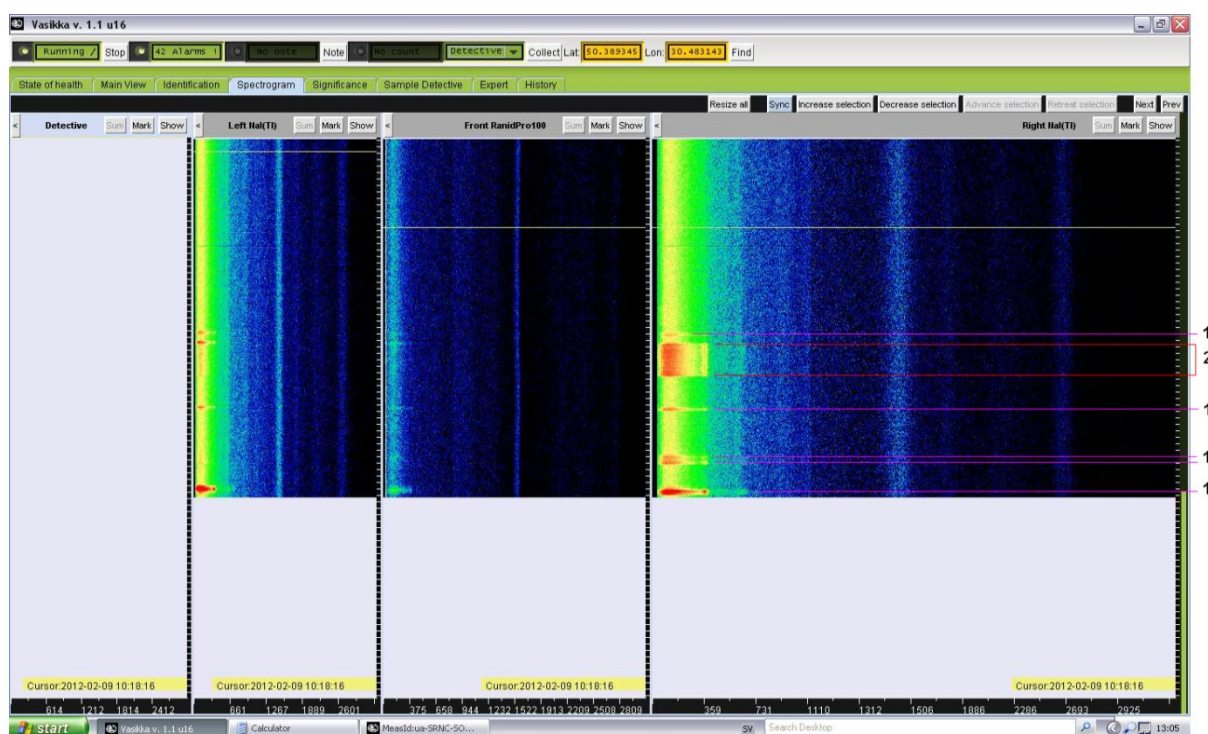 Vasikka v. 1.1 u16
Running / Stop 42 Alarms ! No note Note No count Detective Collect Lat: 50.389345 Lon: 30.483143 Find
State of health Main View Identification Spectrogram Significance Sample Detective Expert History
Resize all Sync Increase selection Decrease selection Advance selection Retreat selection Next Prev
< Detective Sum Mark Show < Left NaI(Tl) Sum Mark Show < Front RanidPro100 Sum Mark Show < Right NaI(Tl) Sum Mark Show
1
2
1
1
1
Cursor:2012-02-09 10:18:16 Cursor:2012-02-09 10:18:16 Cursor:2012-02-09 10:18:16 Cursor:2012-02-09 10:18:16
614 1212 1814 2412 661 1267 1889 2601 375 658 944 1232 1522 1913 2209 2508 2809 359 731 1110 1312 1506 1886 2286 2693 2925
start Vasikka v. 1.1 u16 Calculator MeasId:ua-SRNC-SO... SV Search Desktop 13:05